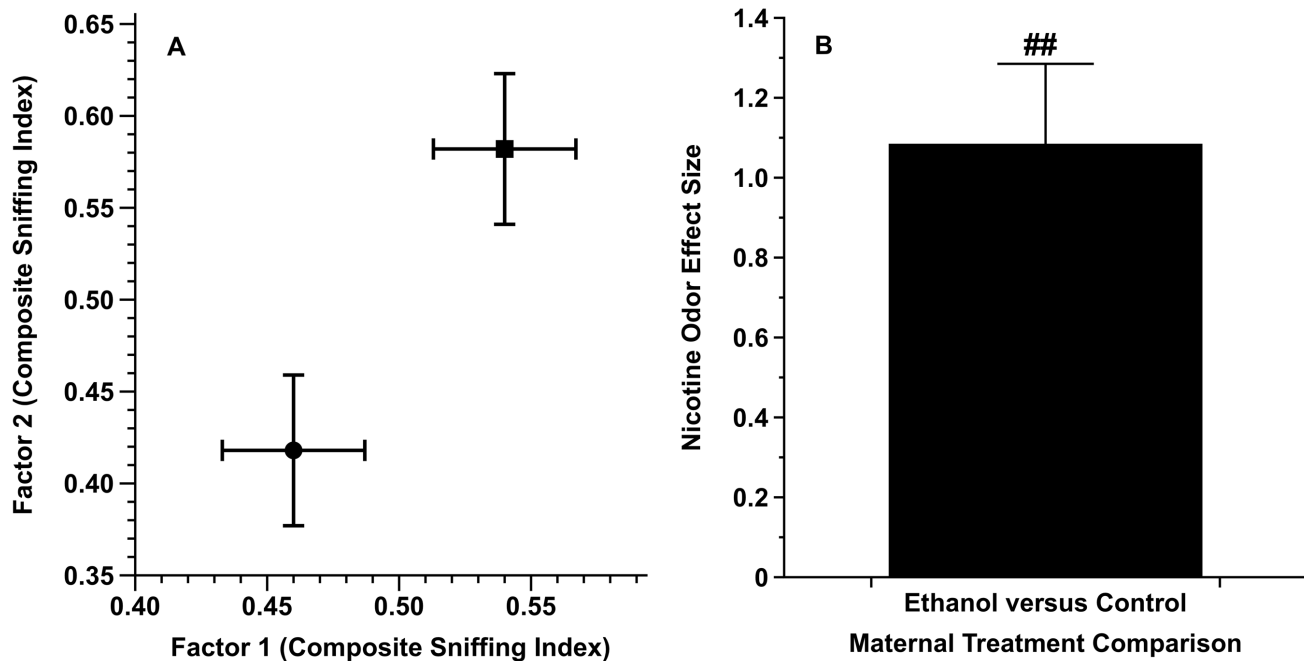 A
Factor 2 (Composite Sniffing Index)
0.65
0.60
0.55
0.50
0.45
0.40
0.35
0.40
0.45
0.50
0.55
Factor 1 (Composite Sniffing Index)
B
##
Nicotine Odor Effect Size
1.4
1.2
1.0
0.8
0.6
0.4
0.2
0
Ethanol versus Control
Maternal Treatment Comparison